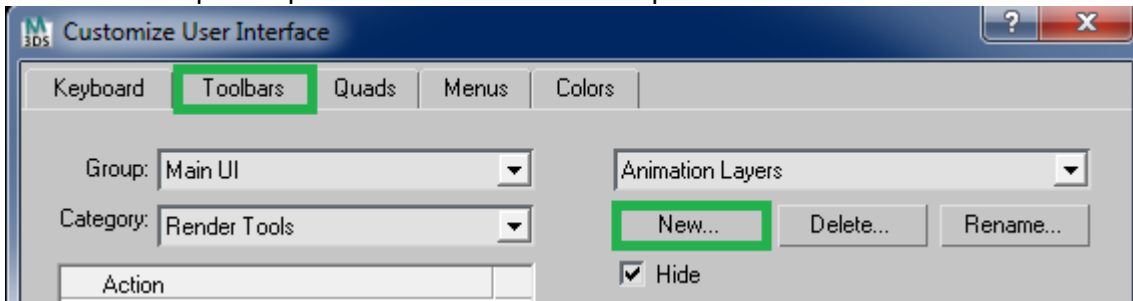 M
3DS
Customize User Interface
?
X
Keyboard Toolbars Quads Menus Colors
Group: Main UI
Animation Layers
Category: Render Tools
New... Delete... Rename...
Hide
Action